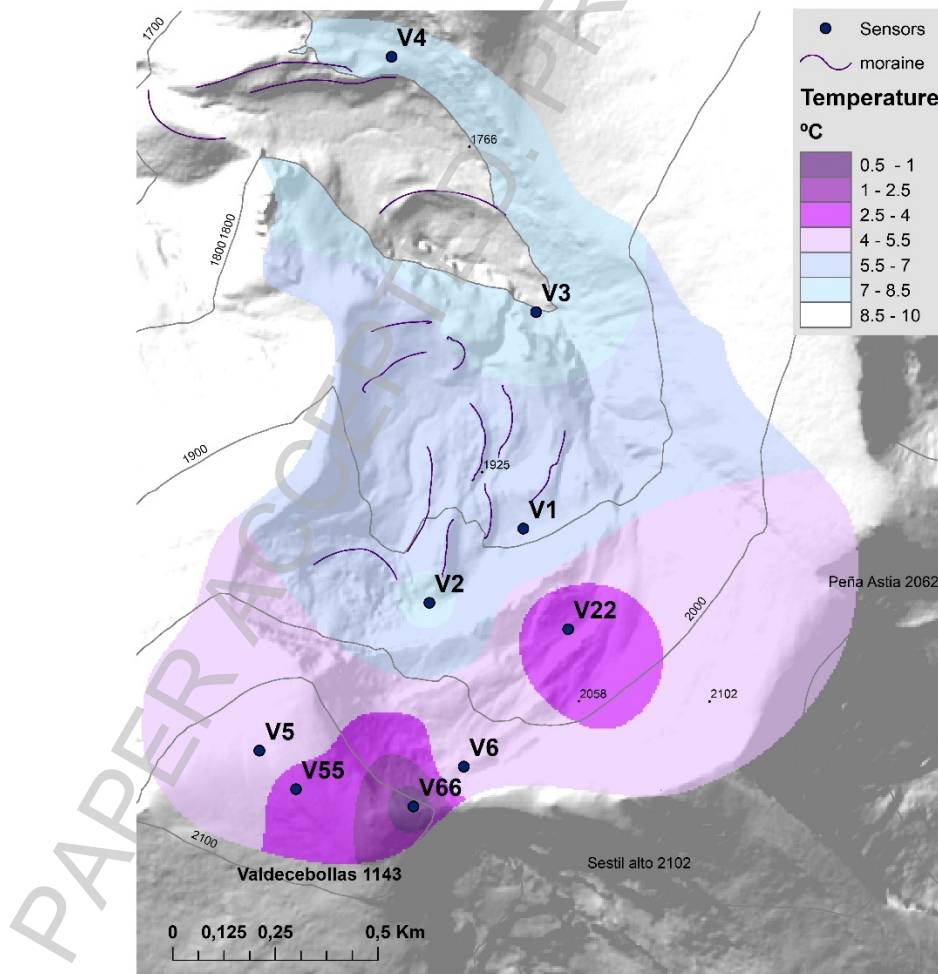 1700
V4
Sensors
moraine
Temperature
ºC
0.5 - 1
1 - 2.5
2.5 - 4
4 - 5.5
5.5 - 7
7 - 8.5
8.5 - 10
1766
1800
1800
V3
1900
1925
V1
V2
Peña Astia 2062
V22
2000
2058
2102
V5
V6
V55
V66
2100
Valdecebollas 1143
Sestil alto 2102
0 0,125 0,25 0,5 Km
PAPER ACCEPTED. PR